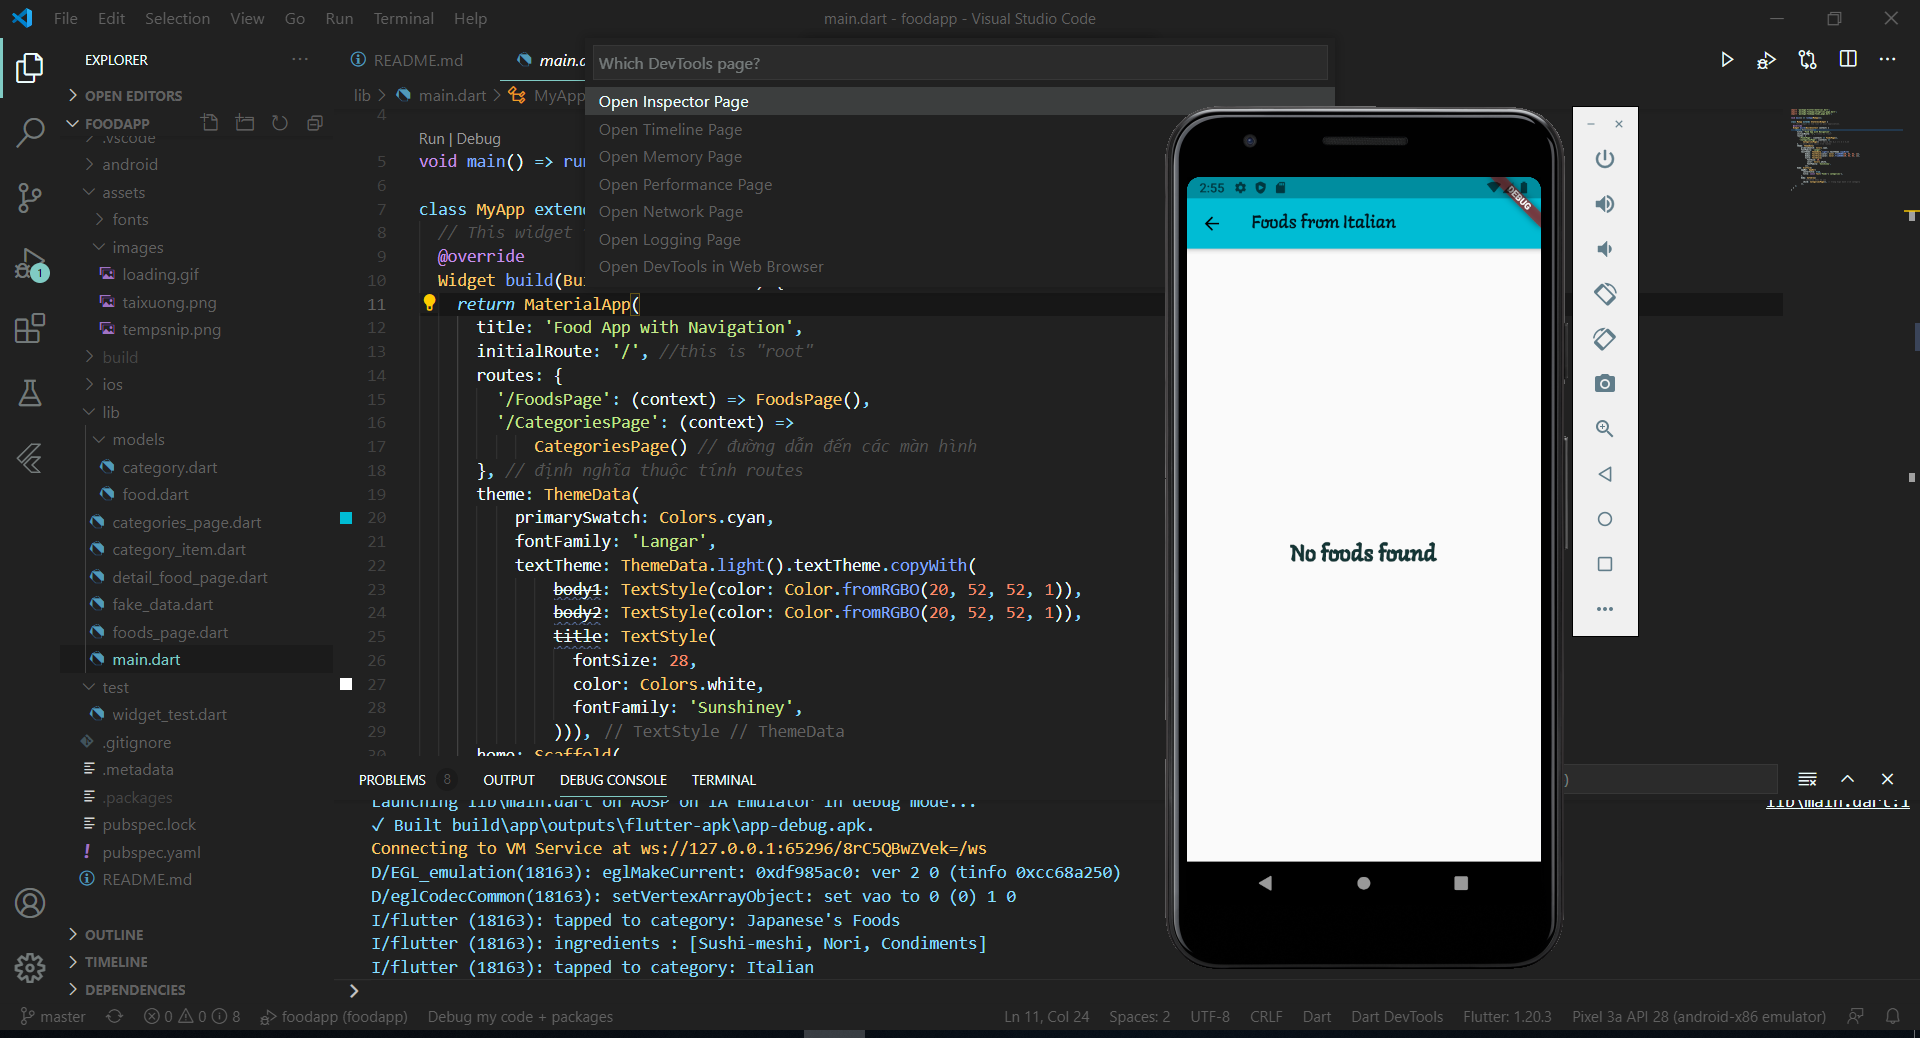 File Edit Selection View Go Run Terminal Help
main.dart - foodapp - Visual Studio Code
EXPLORER
OPEN EDITORS
FOODAPP
.vscode
android
assets
fonts
images
loading.gif
taixuong.png
tempsnip.png
build
ios
lib
models
category.dart
food.dart
categories_page.dart
category_item.dart
detail_food_page.dart
fake_data.dart
foods_page.dart
main.dart
test
widget_test.dart
.gitignore
.metadata
.packages
pubspec.lock
pubspec.yaml
README.md
OUTLINE
TIMELINE
DEPENDENCIES
1
README.md
main.d
lib > main.dart > MyApp
Which DevTools page?
Open Inspector Page
Open Timeline Page
Open Memory Page
Open Performance Page
Open Network Page
Open Logging Page
Open DevTools in Web Browser
4
Run | Debug
5 void main() => run
6
7 class MyApp extend
8 // This widget
9 @override
10 Widget build(Bu
11 return MaterialApp(
12 title: 'Food App with Navigation',
13 initialRoute: '/', //this is "root"
14 routes: {
15 '/FoodsPage': (context) => FoodsPage(),
16 '/CategoriesPage': (context) =>
17 CategoriesPage() // đường dẫn đến các màn hình
18 }, // định nghĩa thuộc tính routes
19 theme: ThemeData(
20 primarySwatch: Colors.cyan,
21 fontFamily: 'Langar',
22 textTheme: ThemeData.light().textTheme.copyWith(
23 body1: TextStyle(color: Color.fromRGBO(20, 52, 52, 1)),
24 body2: TextStyle(color: Color.fromRGBO(20, 52, 52, 1)),
25 title: TextStyle(
26 fontSize: 28,
27 color: Colors.white,
28 fontFamily: 'Sunshiney',
29 ))), // TextStyle // ThemeData
30 home: Scaffold(
PROBLEMS 8 OUTPUT DEBUG CONSOLE TERMINAL
Launching lib\main.dart on AOSP on IA Emulator in debug mode...
lib\main.dart:1
✓ Built build\app\outputs\flutter-apk\app-debug.apk.
Connecting to VM Service at ws://127.0.0.1:65296/8rC5QBwZVek=/ws
D/EGL_emulation(18163): eglMakeCurrent: 0xdf985ac0: ver 2 0 (tinfo 0xcc68a250)
D/eglCodecCommon(18163): setVertexArrayObject: set vao to 0 (0) 1 0
I/flutter (18163): tapped to category: Japanese's Foods
I/flutter (18163): ingredients : [Sushi-meshi, Nori, Condiments]
I/flutter (18163): tapped to category: Italian
2:55
DEBUG
Foods from Italian
No foods found
master 0 0 8 foodapp (foodapp) Debug my code + packages
Ln 11, Col 24 Spaces: 2 UTF-8 CRLF Dart Dart DevTools Flutter: 1.20.3 Pixel 3a API 28 (android-x86 emulator)